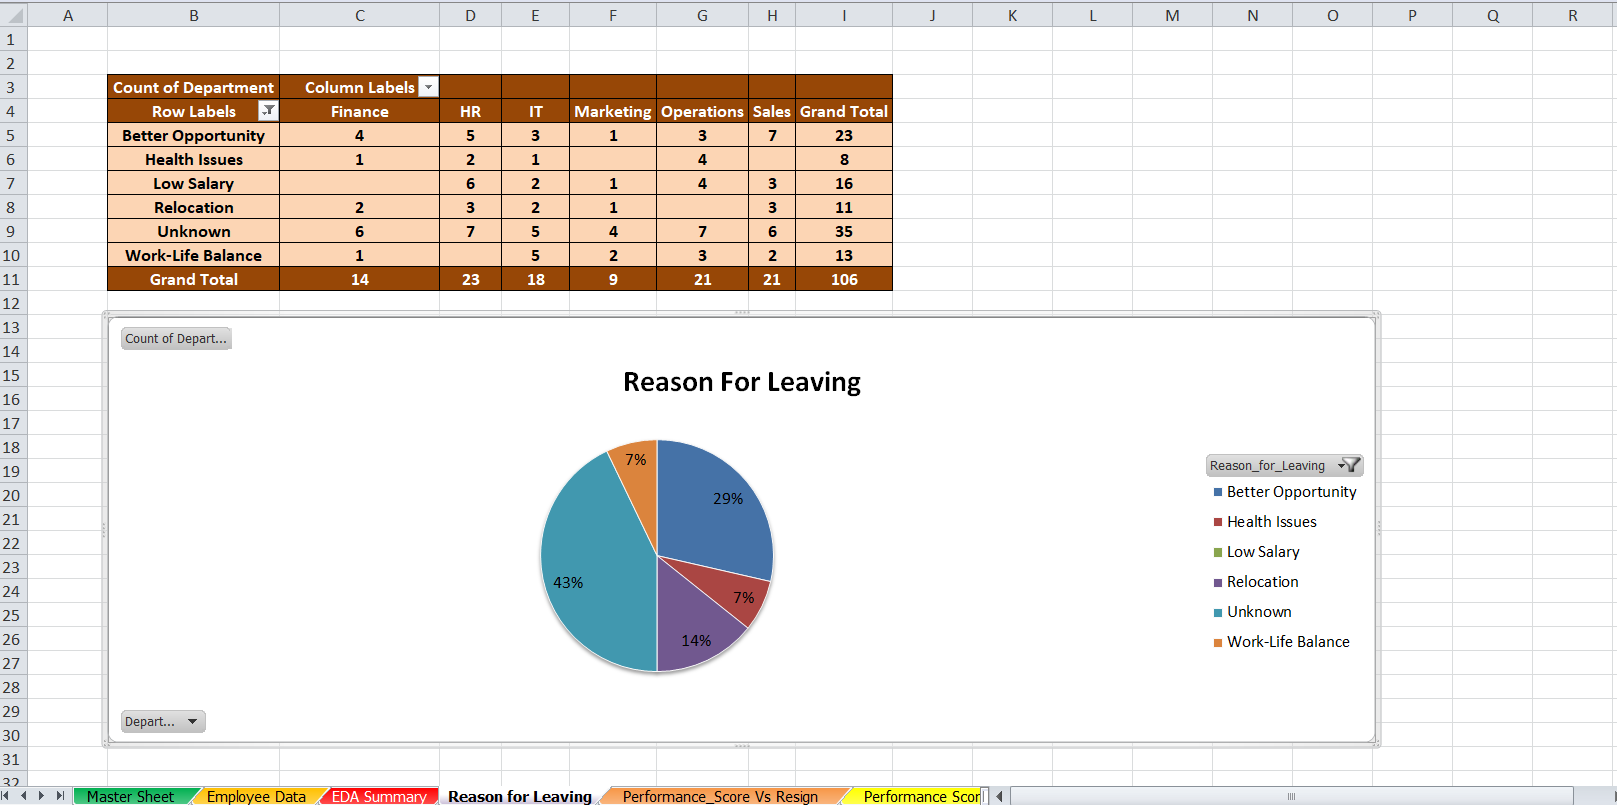 A B C D E F G H I J K L M N O P Q R
1
2
3 Count of Department Column Labels
4 Row Labels Finance HR IT Marketing Operations Sales Grand Total
5 Better Opportunity 4 5 3 1 3 7 23
6 Health Issues 1 2 1 4 8
7 Low Salary 6 2 1 4 3 16
8 Relocation 2 3 2 1 3 11
9 Unknown 6 7 5 4 7 6 35
10 Work-Life Balance 1 5 2 3 2 13
11 Grand Total 14 23 18 9 21 21 106
12
13
14 Count of Depart...
15
16 Reason For Leaving
17
18
19 7%
20 29% Reason_for_Leaving
21 Better Opportunity
22 Health Issues
23 Low Salary
24 43% 7% Relocation
25 Unknown
26 14% Work-Life Balance
27
28
29
30 Depart...
31
32
Master Sheet Employee Data EDA Summary Reason for Leaving Performance_Score Vs Resign Performance Scor